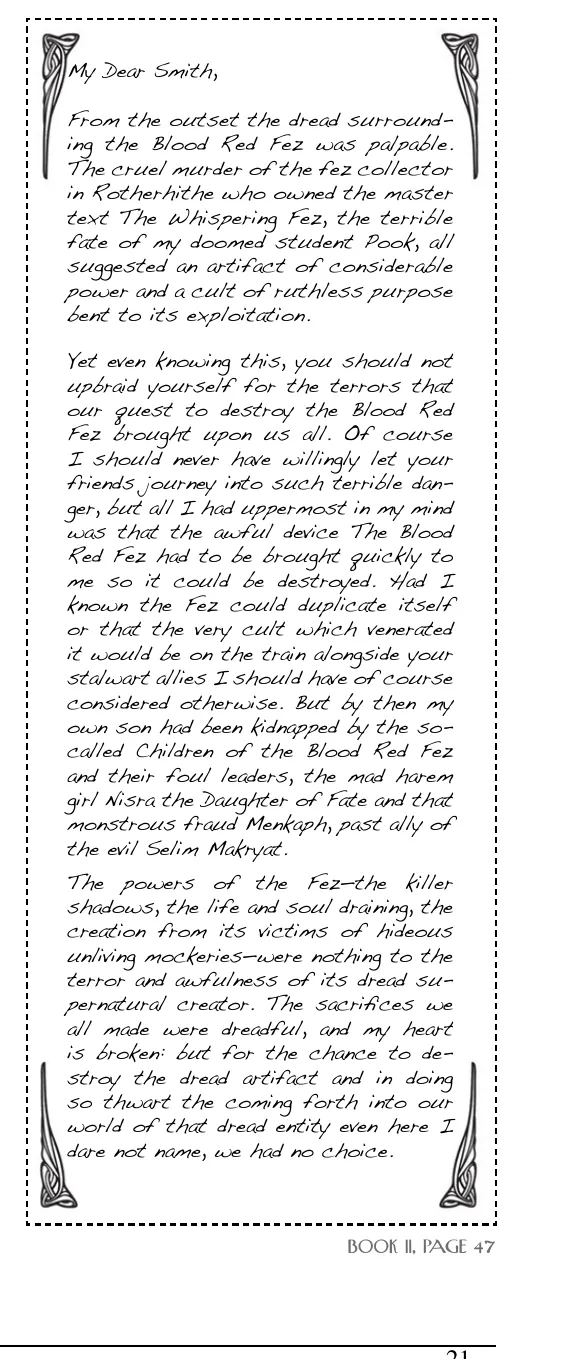 My Dear Smith,
From the outset the dread surround-
ing the Blood Red Fez was palpable.
The cruel murder of the fez collector
in Rotherhithe who owned the master
text The Whispering Fez, the terrible
fate of my doomed student Pook, all
suggested an artifact of considerable
power and a cult of ruthless purpose
bent to its exploitation.
Yet even knowing this, you should not
upbraid yourself for the terrors that
our quest to destroy the Blood Red
Fez brought upon us all. Of course
I should never have willingly let your
friends journey into such terrible dan-
ger, but all I had uppermost in my mind
was that the awful device The Blood
Red Fez had to be brought quickly to
me so it could be destroyed. Had I
known the Fez could duplicate itself
or that the very cult which venerated
it would be on the train alongside your
stalwart allies I should have of course
considered otherwise. But by then my
own son had been kidnapped by the so-
called Children of the Blood Red Fez
and their foul leaders, the mad harem
girl Nisra the Daughter of Fate and that
monstrous fraud Menkaph, past ally of
the evil Selim Makryat.
The powers of the Fez—the killer
shadows, the life and soul draining, the
creation from its victims of hideous
unliving mockeries—were nothing to the
terror and awfulness of its dread su-
pernatural creator. The sacrifices we
all made were dreadful, and my heart
is broken: but for the chance to de-
stroy the dread artifact and in doing
so thwart the coming forth into our
world of that dread entity even here I
dare not name, we had no choice.
BOOK II, PAGE 47
21